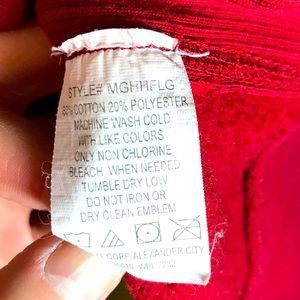 STYLE# MGHHFLG
80% COTTON 20% POLYESTER
MACHINE WASH COLD
WITH LIKE COLORS
ONLY NON CHLORINE
BLEACH WHEN NEEDED
TUMBLE DRY LOW
DO NOT IRON OR
DRY CLEAN EMBLEM
CORP. ALEXANDER CITY